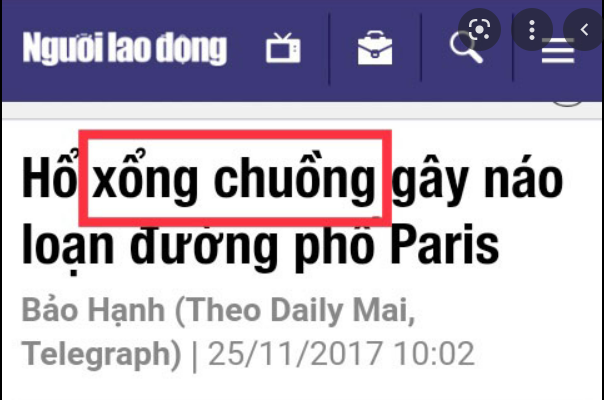 Người lao động
Hổ xổng chuồng gây náo
loạn đường phố Paris
Bảo Hạnh (Theo Daily Mai,
Telegraph) | 25/11/2017 10:02